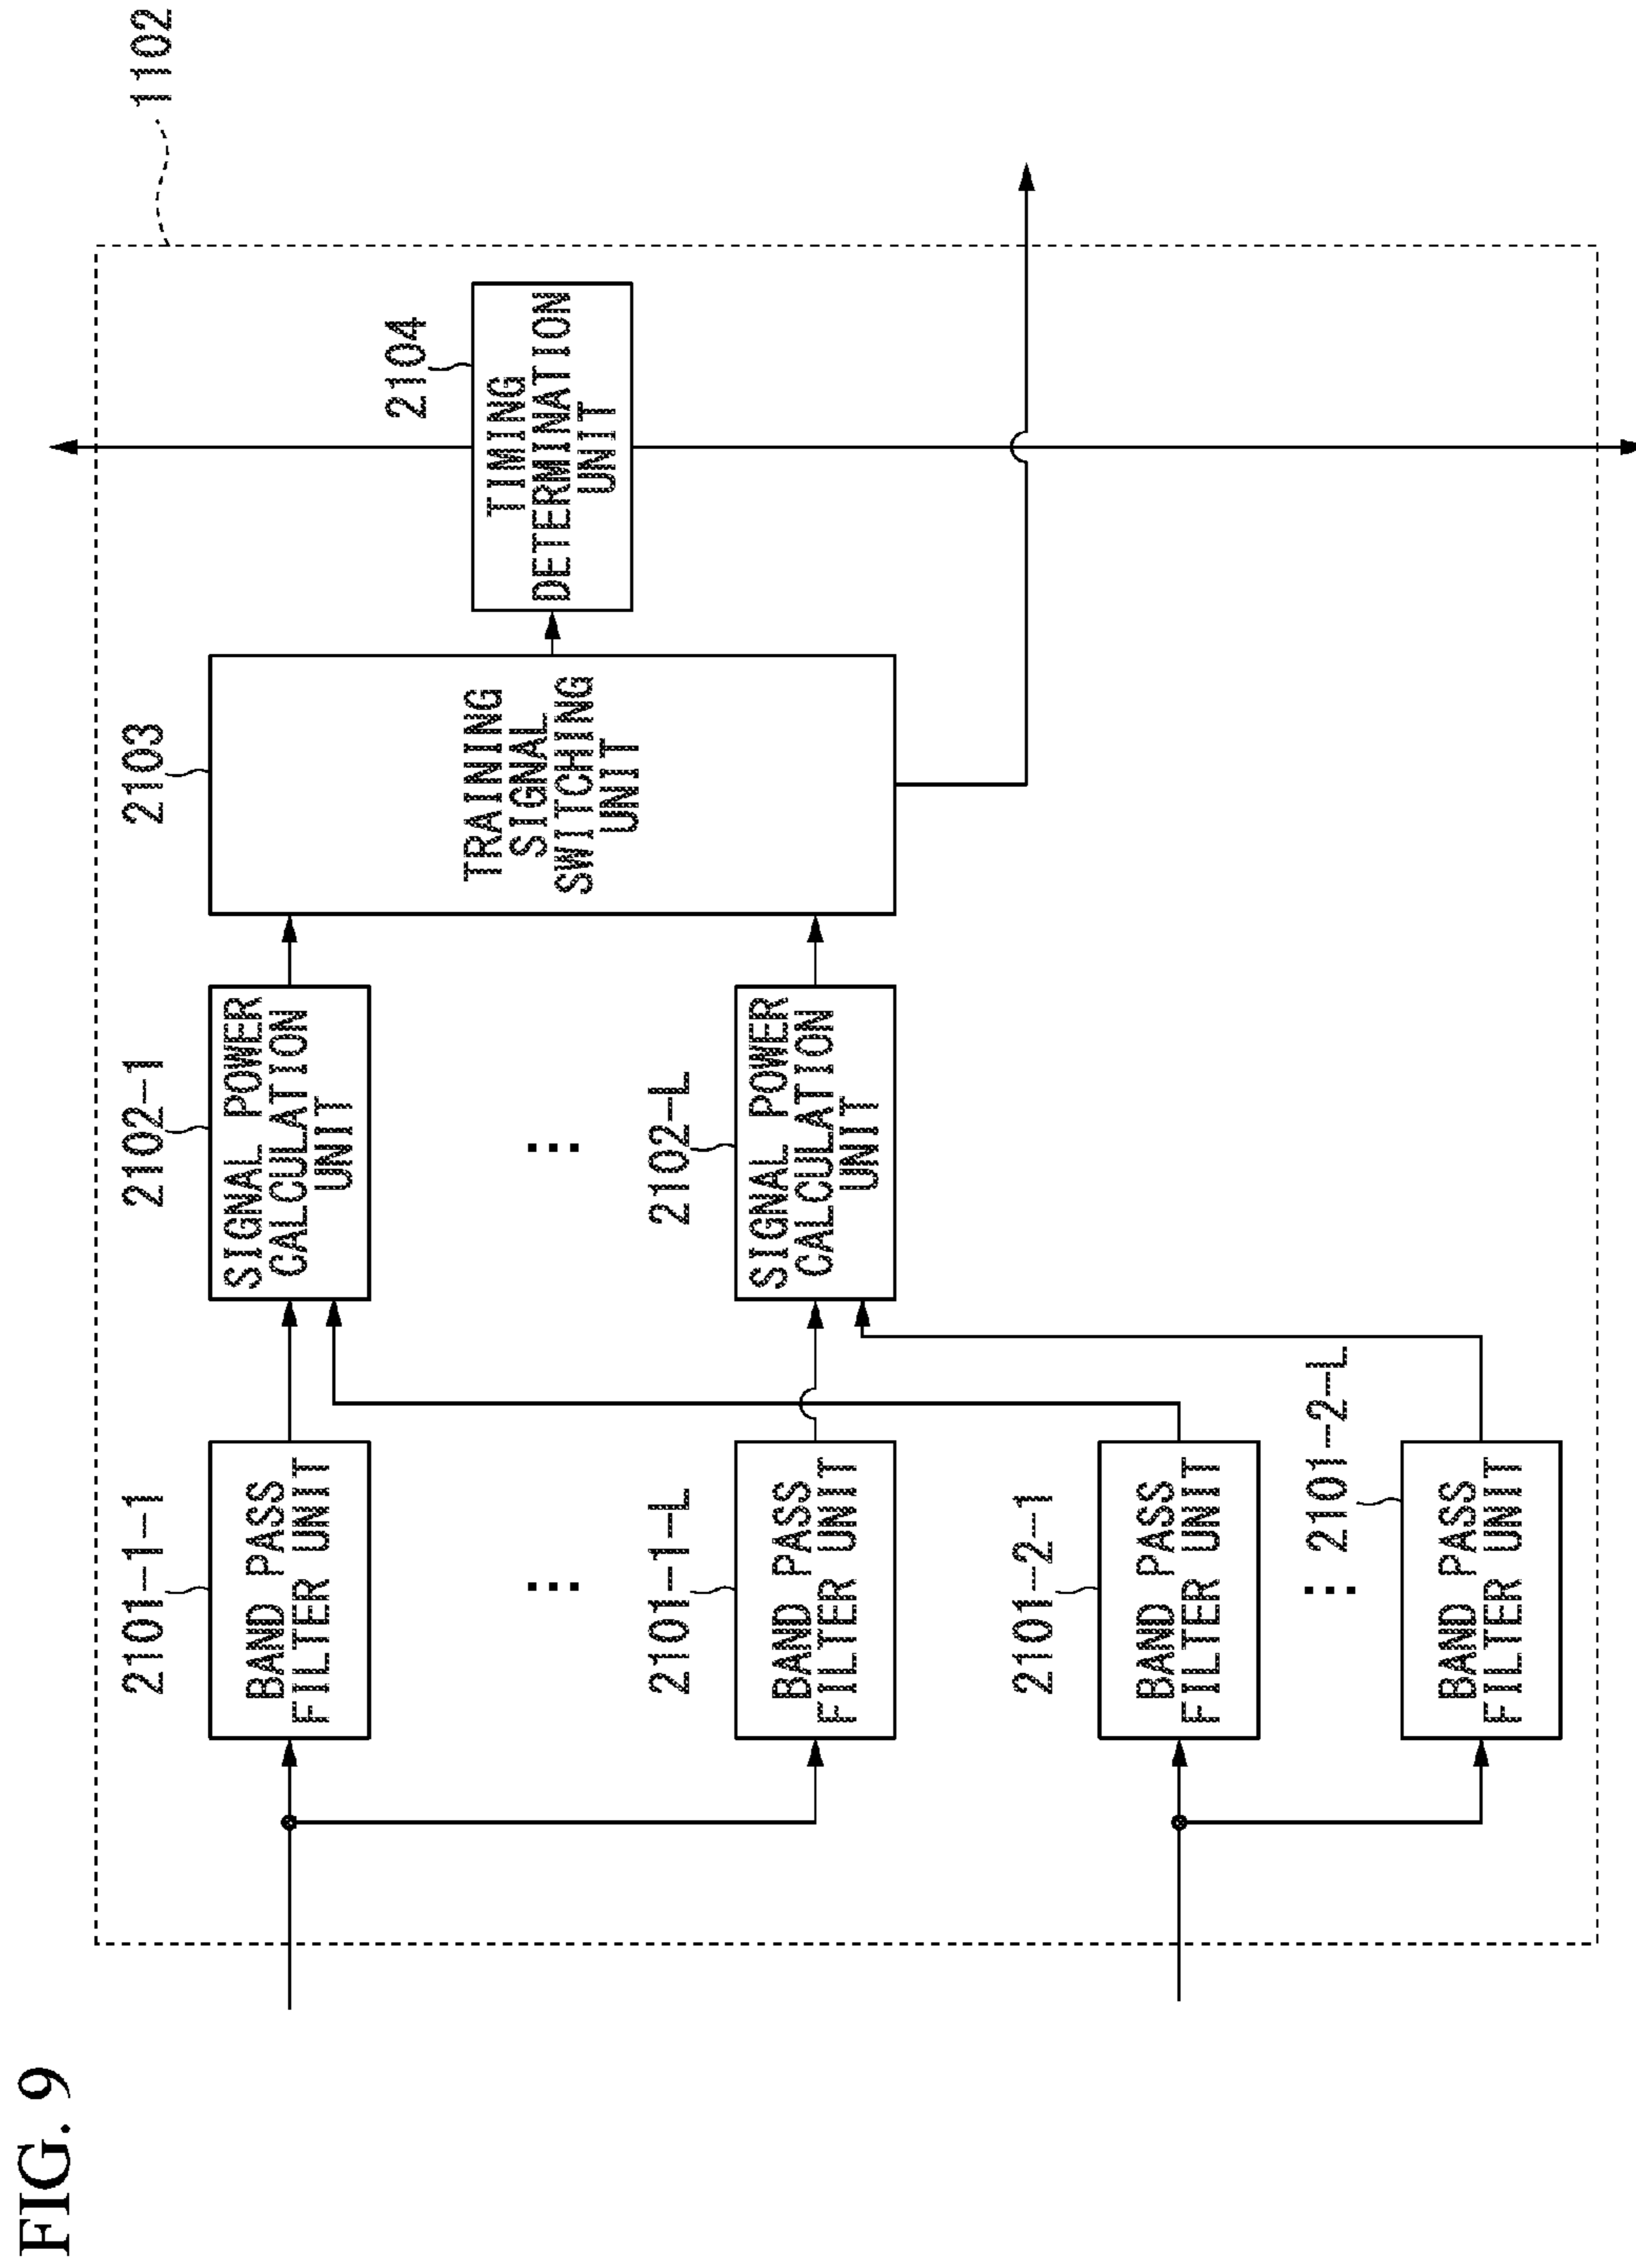 FIG. 9
1102
2101-1-1
BAND PASS
FILTER UNIT
2102-1
SIGNAL POWER
CALCULATION
UNIT
2103
TRAINING
SIGNAL
SWITCHING
UNIT
2104
TIMING
DETERMINATION
UNIT
2101-1-L
BAND PASS
FILTER UNIT
2102-L
SIGNAL POWER
CALCULATION
UNIT
2101-2-1
BAND PASS
FILTER UNIT
2101-2-L
BAND PASS
FILTER UNIT